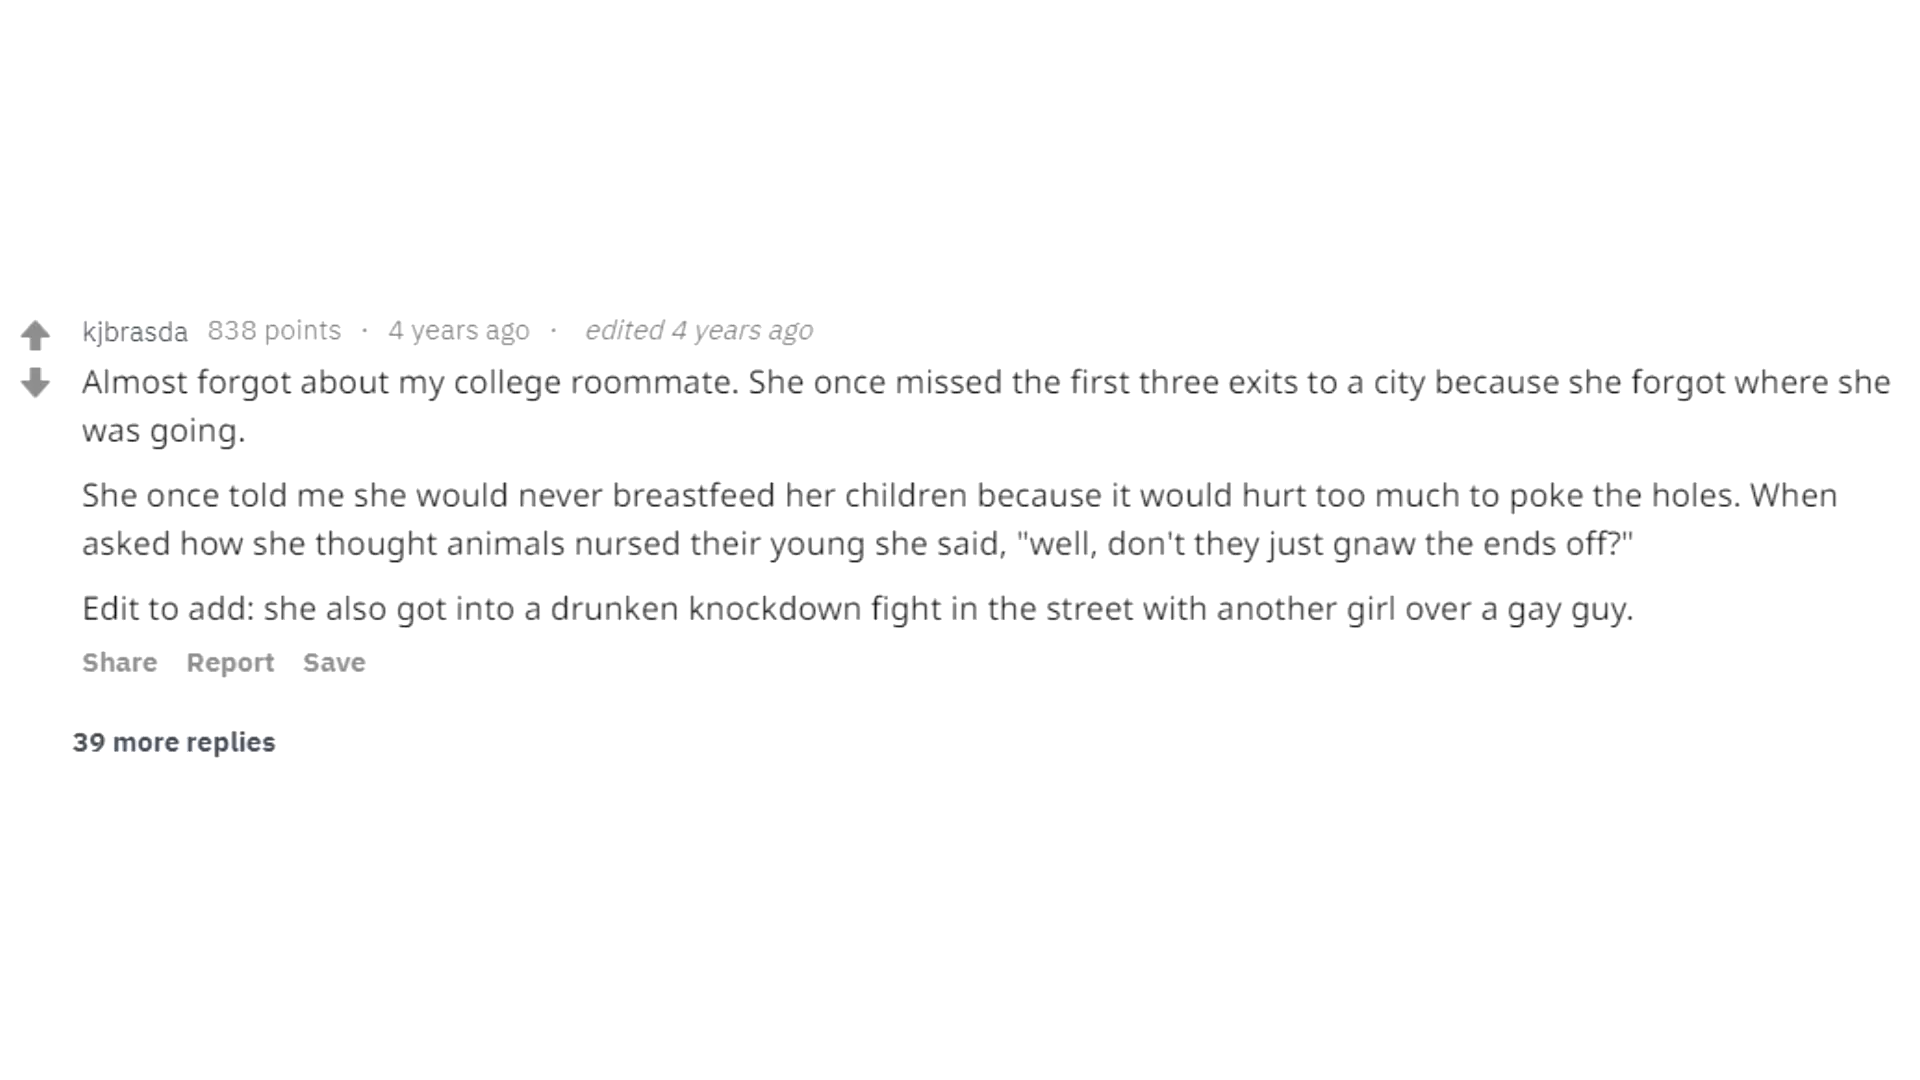 kjbrasda 838 points · 4 years ago · edited 4 years ago
Almost forgot about my college roommate. She once missed the first three exits to a city because she forgot where she
was going.
She once told me she would never breastfeed her children because it would hurt too much to poke the holes. When
asked how she thought animals nursed their young she said, "well, don't they just gnaw the ends off?"
Edit to add: she also got into a drunken knockdown fight in the street with another girl over a gay guy.
Share Report Save
39 more replies